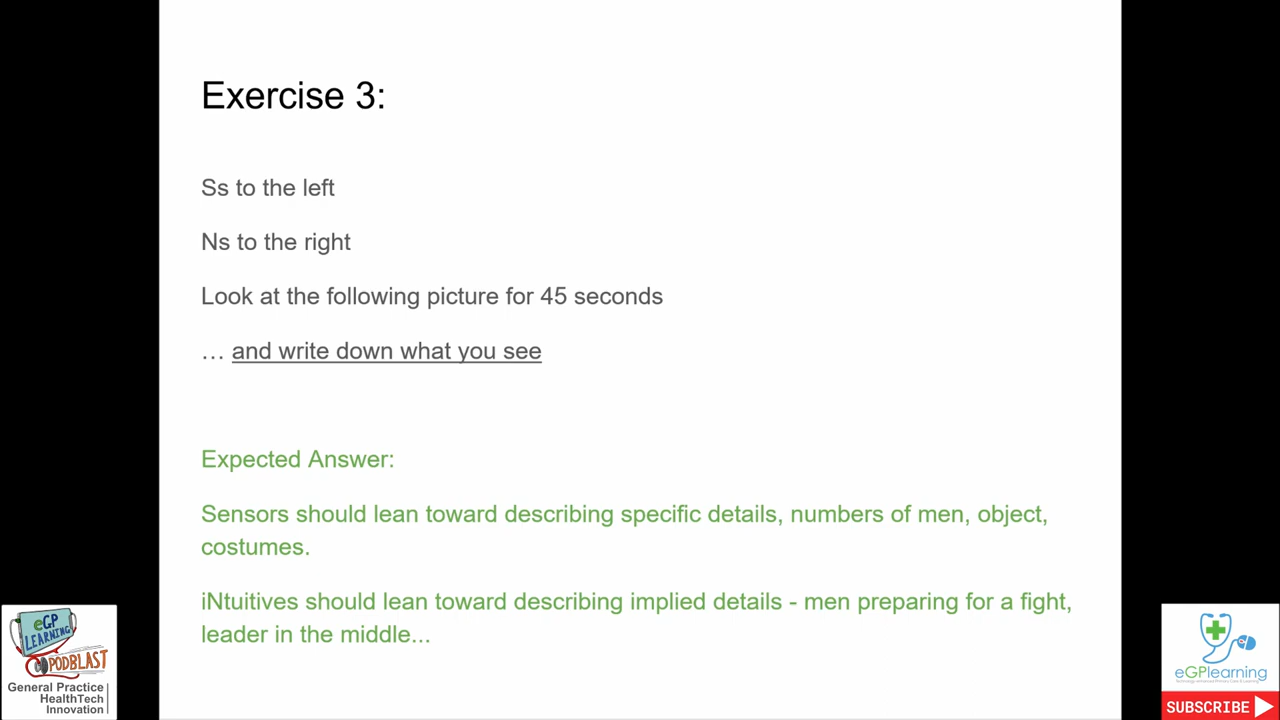 Exercise 3:
Ss to the left
Ns to the right
Look at the following picture for 45 seconds
… and write down what you see
Expected Answer:
Sensors should lean toward describing specific details, numbers of men, object,
costumes.
iNtuitives should lean toward describing implied details - men preparing for a fight,
leader in the middle...
eGP
LEARNING
PODBLAST
General Practice
HealthTech
Innovation
eGPlearning
SUBSCRIBE